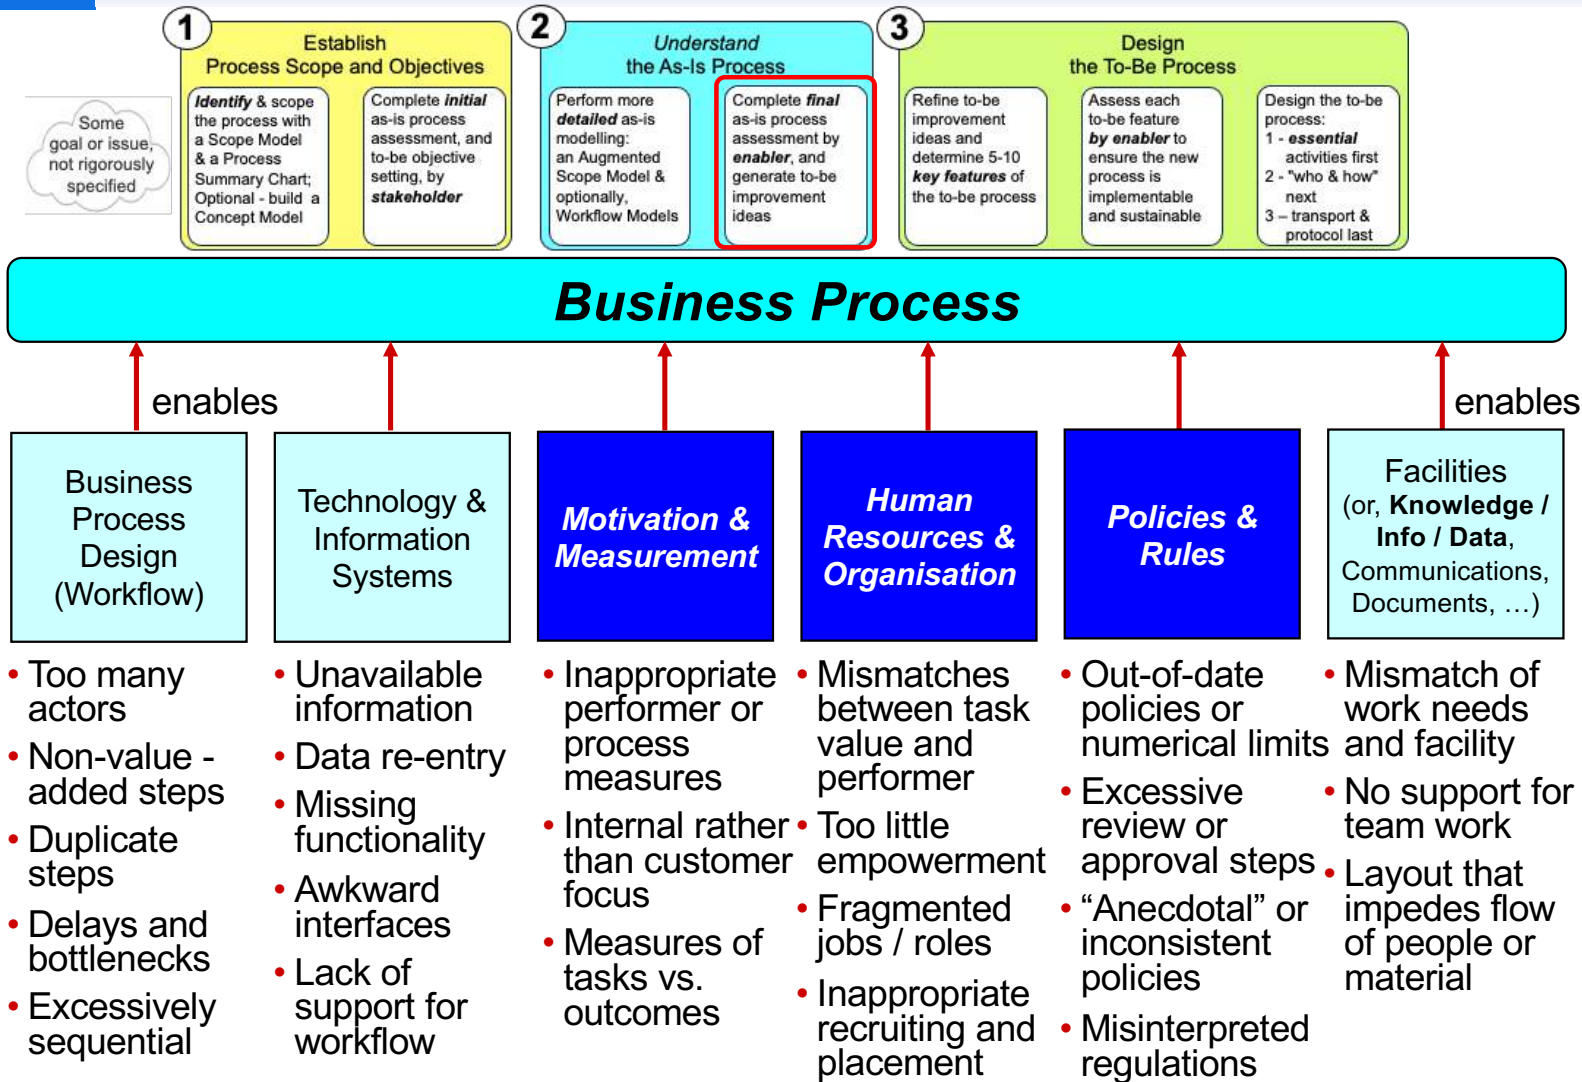 1
Establish
Process Scope and Objectives
Identify & scope
the process with
a Scope Model
& a Process
Summary Chart;
Optional - build a
Concept Model
Complete initial
as-is process
assessment, and
to-be objective
setting, by
stakeholder
2
Understand
the As-Is Process
Perform more
detailed as-is
modelling:
an Augmented
Scope Model &
optionally,
Workflow Models
Complete final
as-is process
assessment by
enabler, and
generate to-be
improvement
ideas
3
Design
the To-Be Process
Refine to-be
improvement
ideas and
determine 5-10
key features of
the to-be process
Assess each
to-be feature
by enabler to
ensure the new
process is
implementable
and sustainable
Design the to-be
process:
1 - essential
activities first
2 - "who & how"
next
3 – transport &
protocol last
Some
goal or issue,
not rigorously
specified
Business Process
enables
enables
Business
Process
Design
(Workflow)
Technology &
Information
Systems
Motivation &
Measurement
Human
Resources &
Organisation
Policies &
Rules
Facilities
(or, Knowledge /
Info / Data,
Communications,
Documents, …)
• Too many
actors
• Non-value -
added steps
• Duplicate
steps
• Delays and
bottlenecks
• Excessively
sequential
• Unavailable
information
• Data re-entry
• Missing
functionality
• Awkward
interfaces
• Lack of
support for
workflow
• Inappropriate
performer or
process
measures
• Internal rather
than customer
focus
• Measures of
tasks vs.
outcomes
• Mismatches
between task
value and
performer
• Too little
empowerment
• Fragmented
jobs / roles
• Inappropriate
recruiting and
placement
• Out-of-date
policies or
numerical limits
• Excessive
review or
approval steps
• “Anecdotal” or
inconsistent
policies
• Misinterpreted
regulations
• Mismatch of
work needs
and facility
• No support for
team work
• Layout that
impedes flow
of people or
material